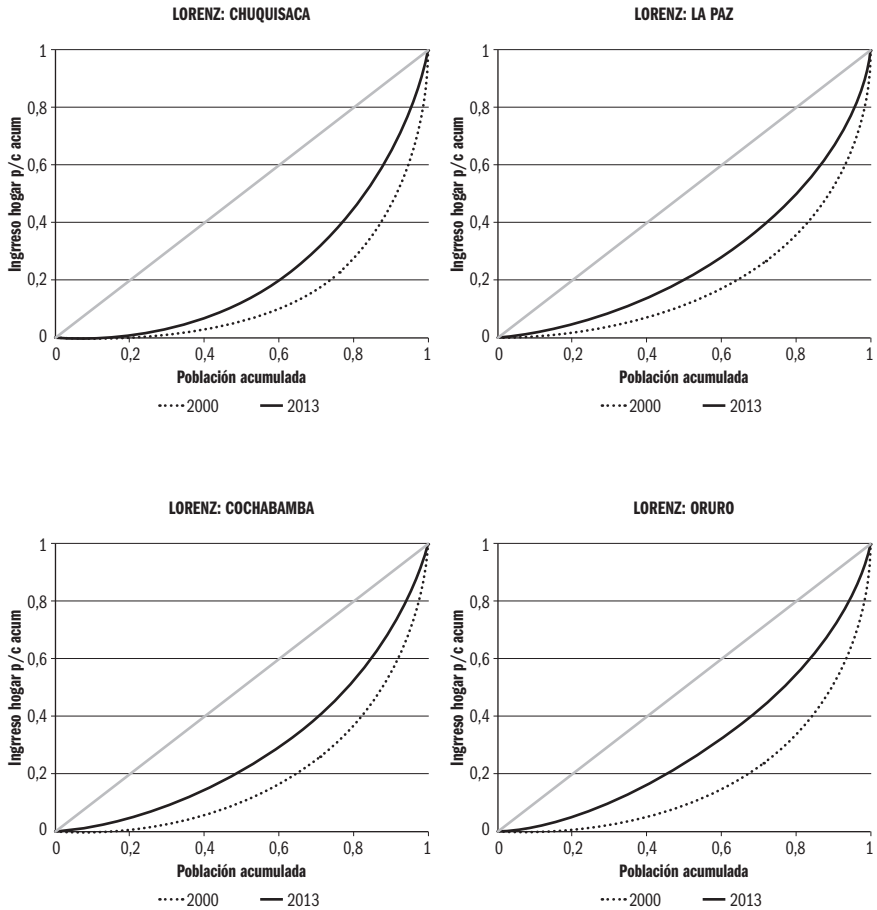 LORENZ: CHUQUISACA
Ingrreso hogar p/c acum
1
0,8
0,6
0,4
0,2
0
0 0,2 0,4 0,6 0,8 1
Población acumulada
2000 2013
LORENZ: LA PAZ
Ingrreso hogar p/c acum
1
0,8
0,6
0,4
0,2
0
0 0,2 0,4 0,6 0,8 1
Población acumulada
2000 2013
LORENZ: COCHABAMBA
Ingrreso hogar p/c acum
1
0,8
0,6
0,4
0,2
0
0 0,2 0,4 0,6 0,8 1
Población acumulada
2000 2013
LORENZ: ORURO
Ingrreso hogar p/c acum
1
0,8
0,6
0,4
0,2
0
0 0,2 0,4 0,6 0,8 1
Población acumulada
2000 2013